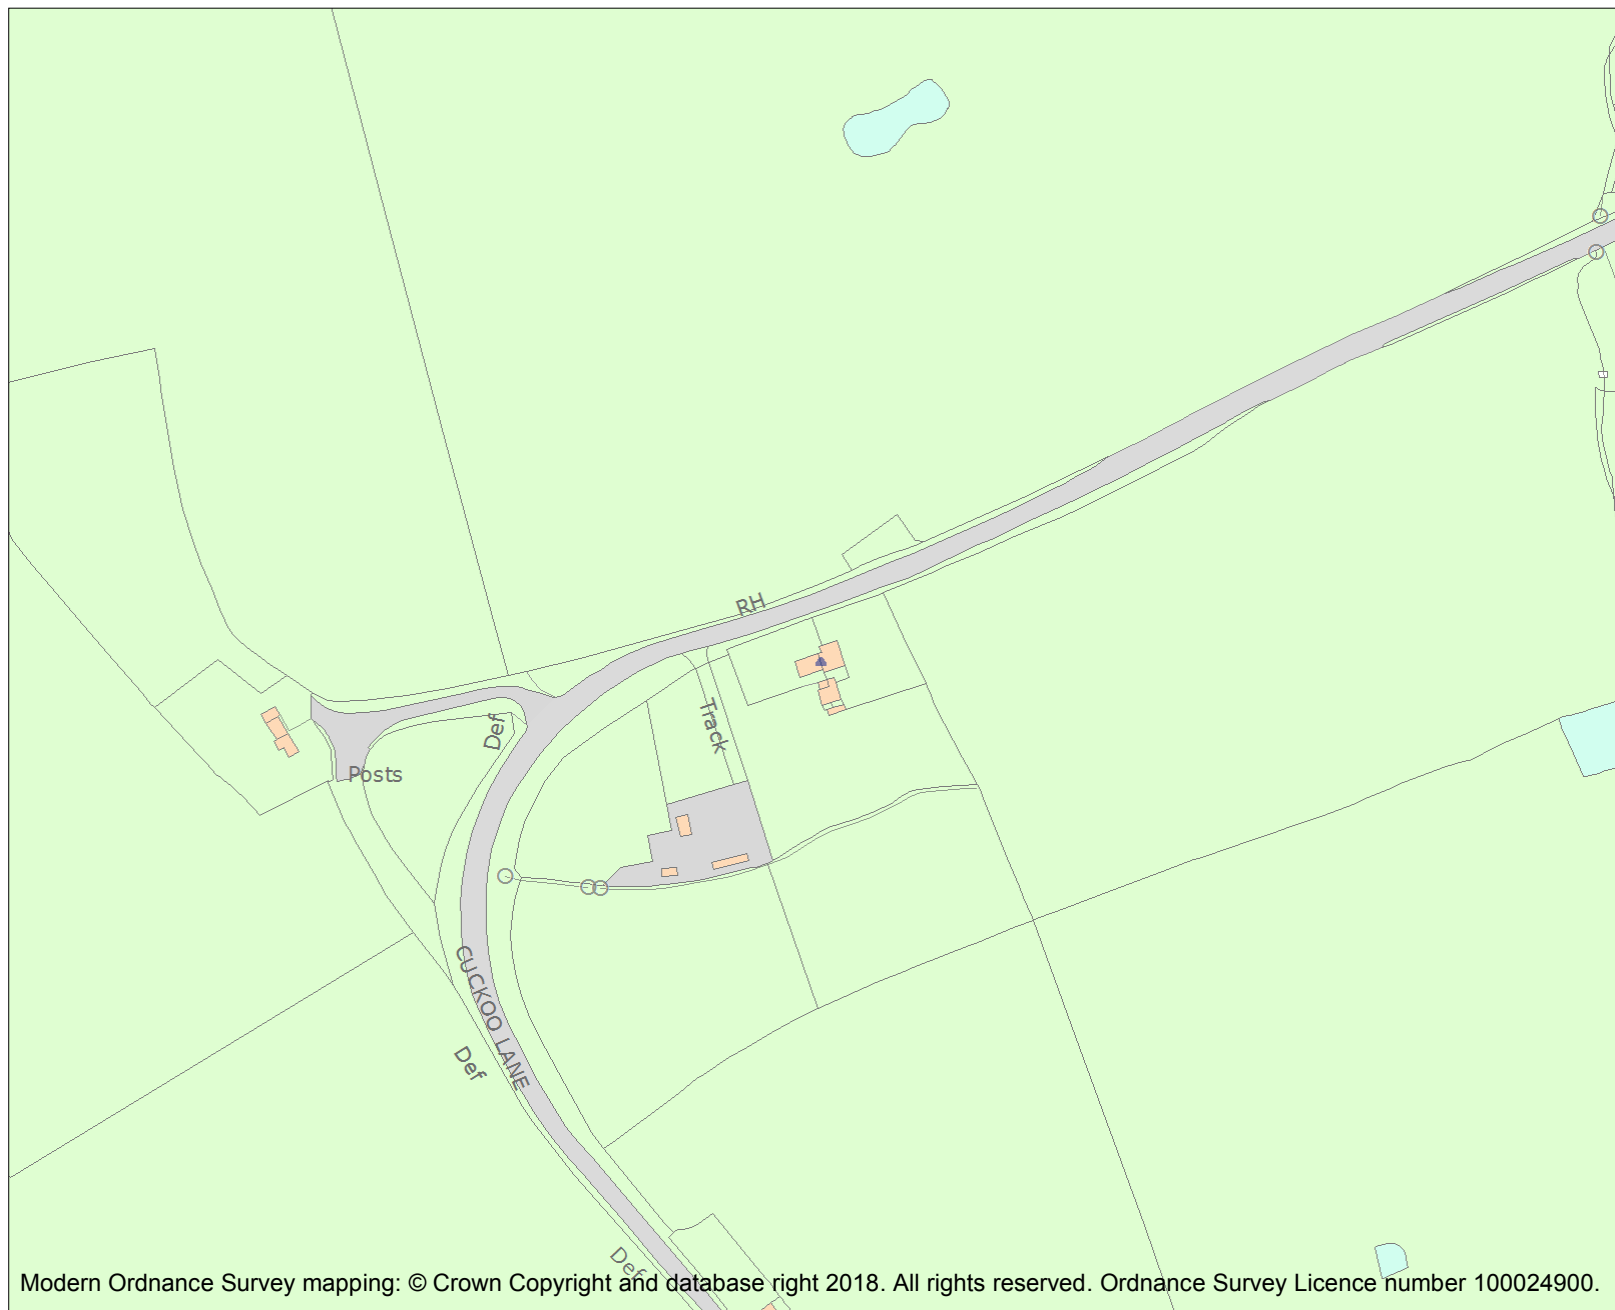 RH
Def
Track
Posts
CUCKOO LANE
Def
Def
Modern Ordnance Survey mapping: © Crown Copyright and database right 2018. All rights reserved. Ordnance Survey Licence number 100024900.